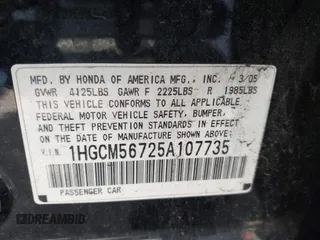 MFD. BY HONDA OF AMERICA MFG., INC. 3/05
GVWR 4125LBS GAWR F 2225LBS R 1985LBS
THIS VEHICLE CONFORMS TO ALL APPLICABLE
FEDERAL MOTOR VEHICLE SAFETY, BUMPER,
AND THEFT PREVENTION STANDARDS IN EFFECT
ON THE DATE OF MANUFACTURE SHOWN ABOVE.
V.I.N. 1HGCM56725A107735
PASSENGER CAR
©DREAMBID